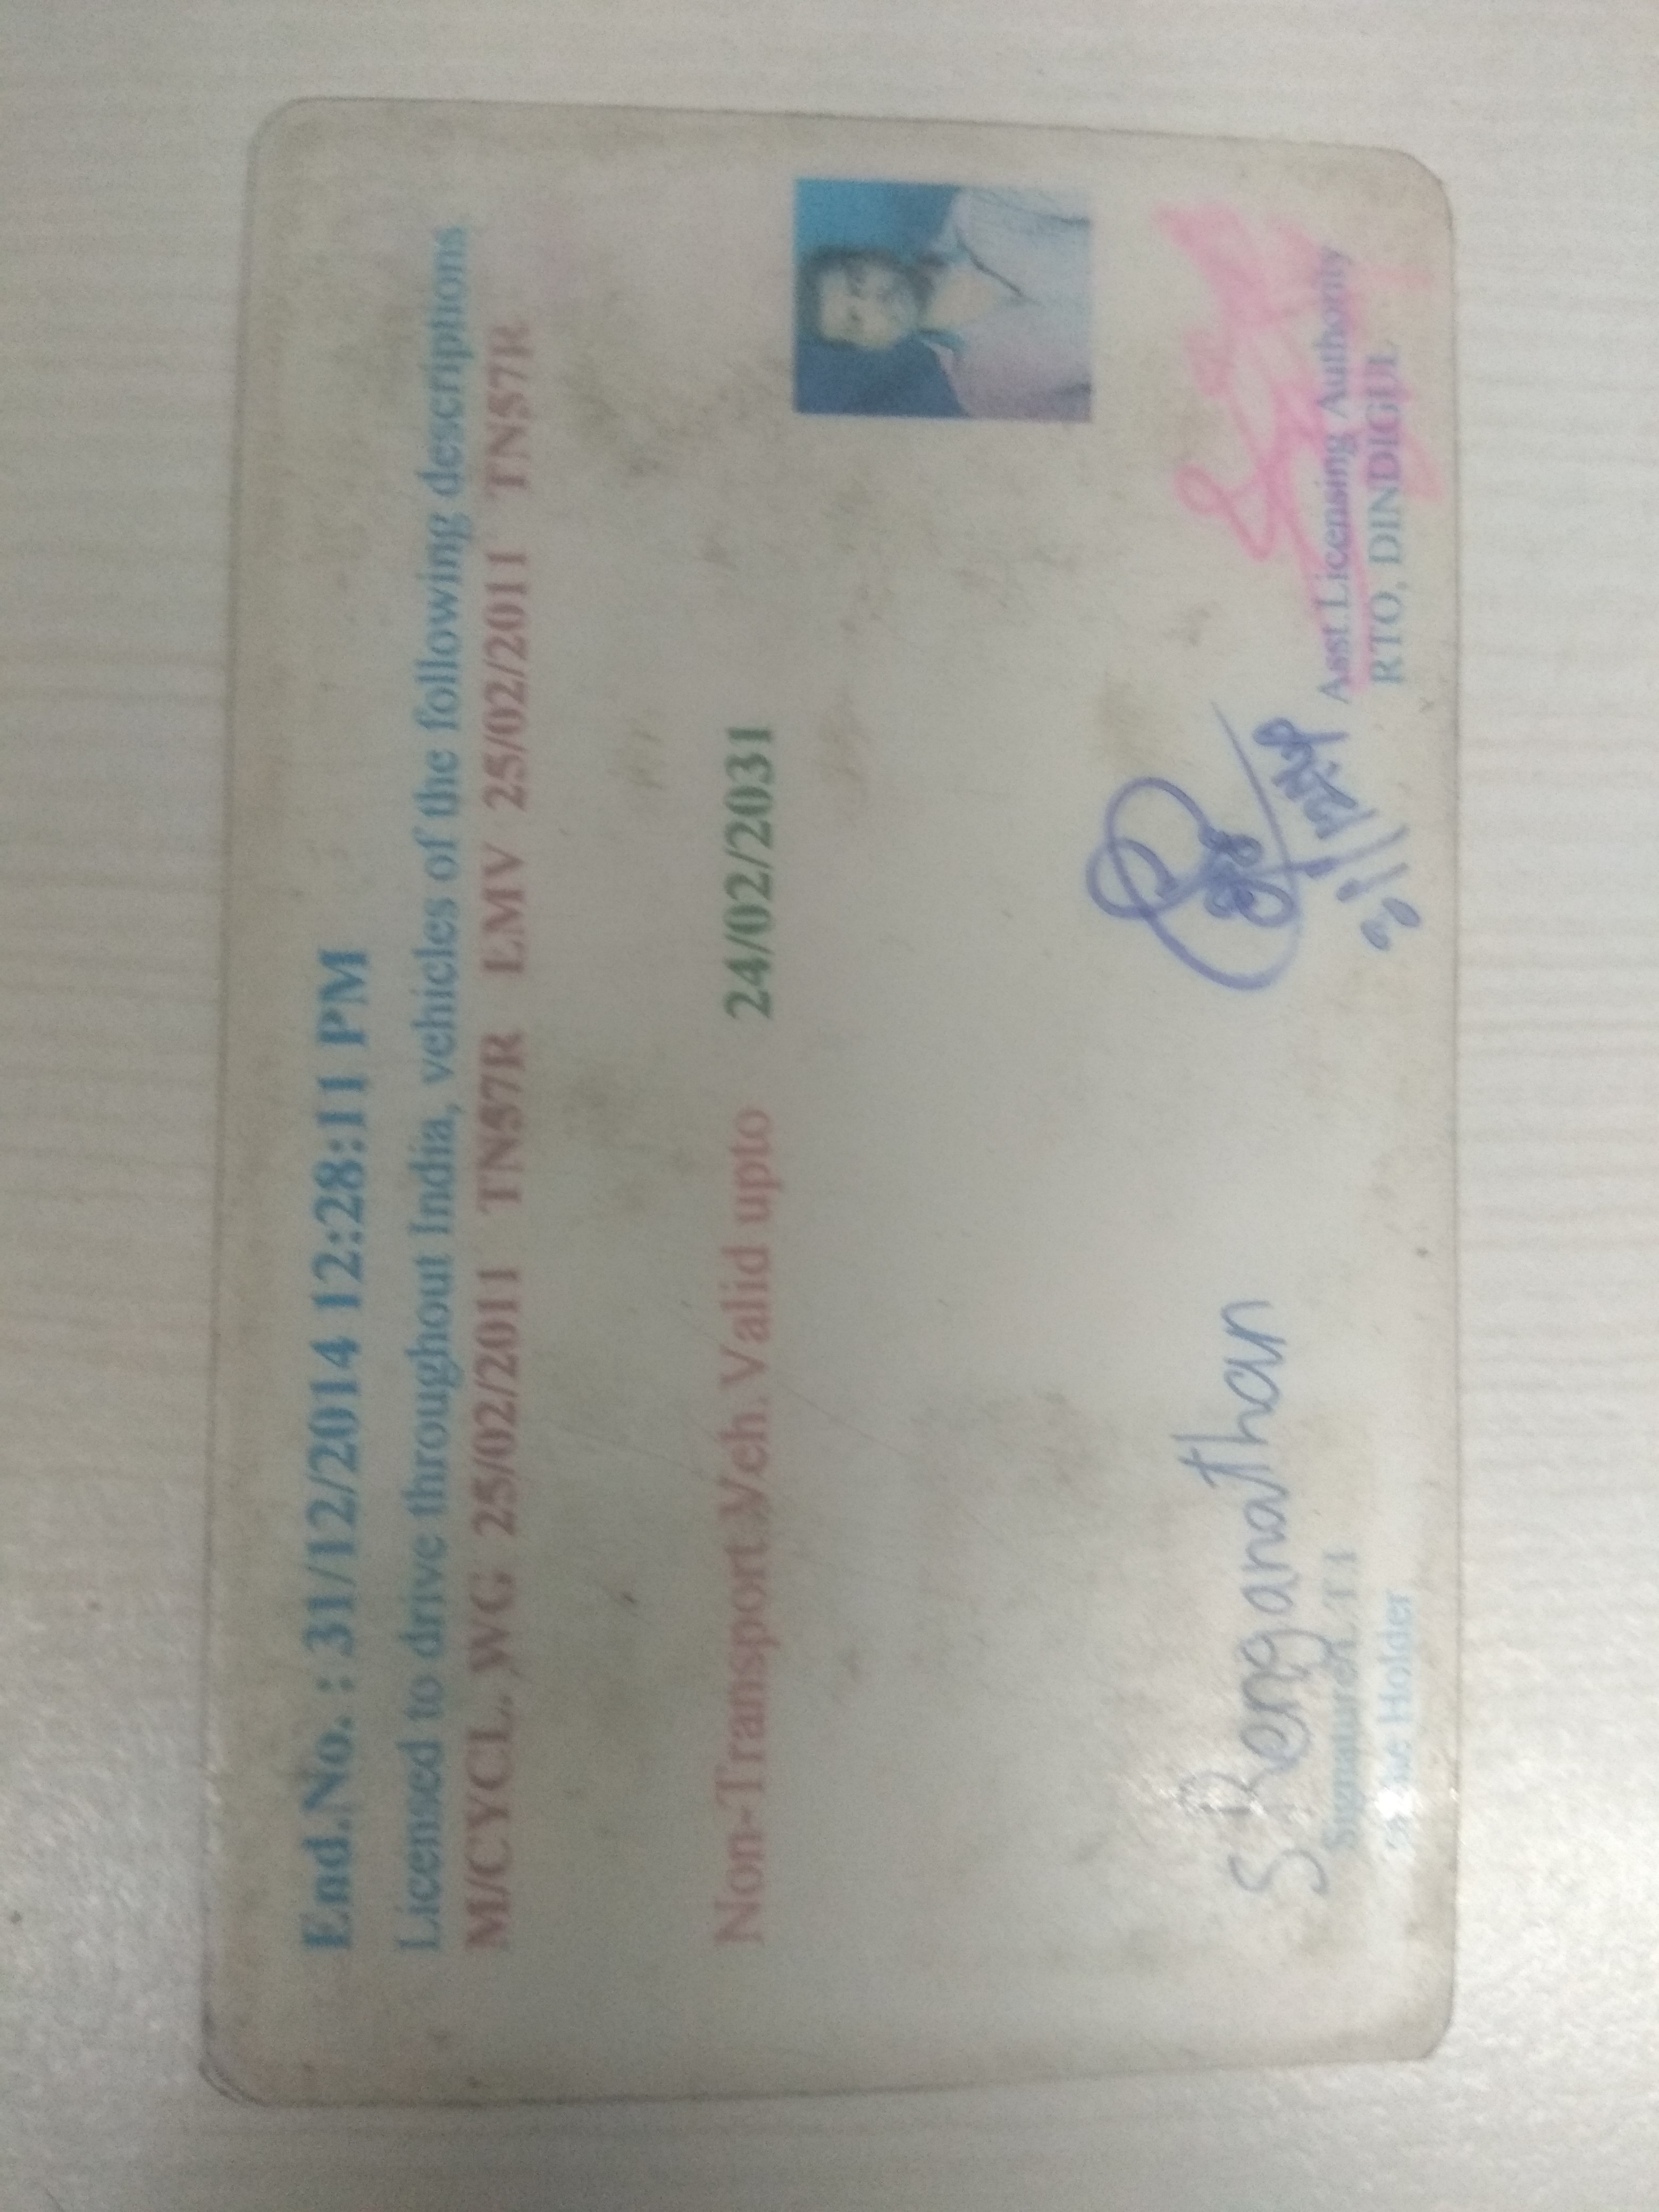 End.No. : 31/12/2014 12:28:11 PM
Licensed to drive throughout India, vehicles of the following descriptions
M/CYCL. WG 25/02/2011 TN57R LMV 25/02/2011 TN57R
Non-Transport.Veh.Valid upto 24/02/2031
S. Renganathan
Signature/L.T.I
of the Holder
Asst Licensing Authority
RTO, DINDIGUL